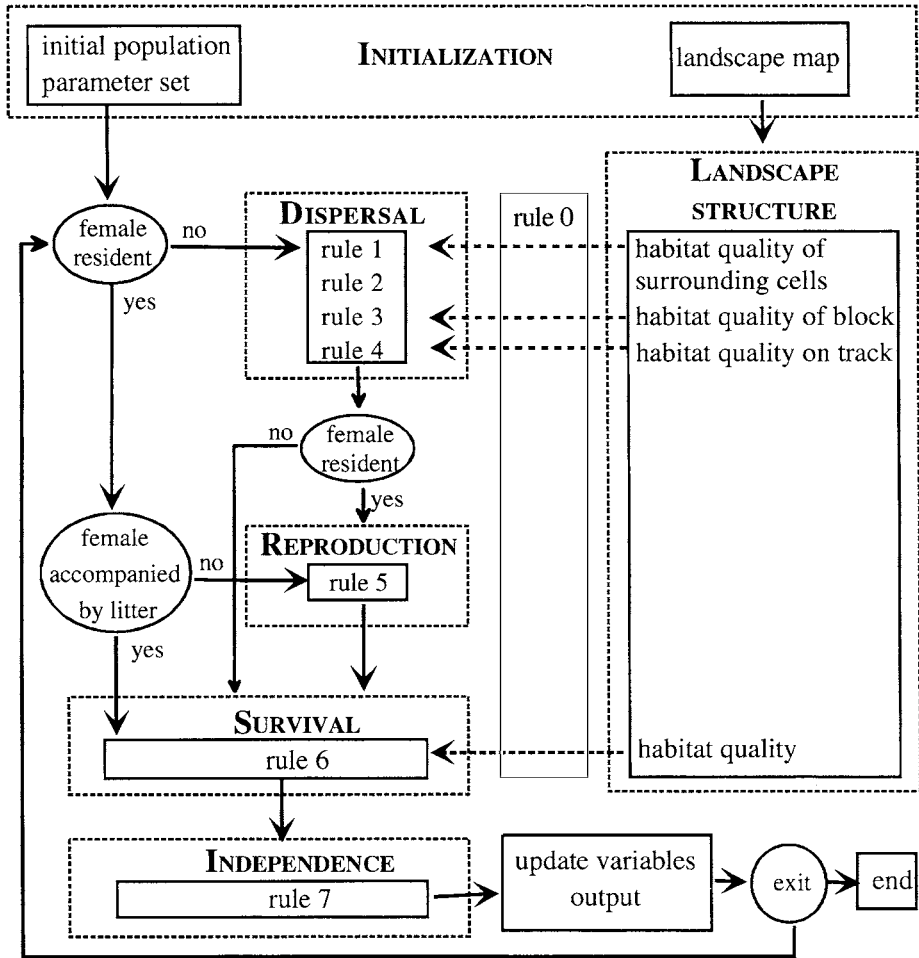 initial population
parameter set
INITIALIZATION
landscape map
LANDSCAPE
STRUCTURE
female
resident
no
yes
DISPERSAL
rule 1
rule 2
rule 3
rule 4
rule 0
habitat quality of
surrounding cells
habitat quality of block
habitat quality on track
no
female
resident
yes
female
accompanied
by litter
no
yes
REPRODUCTION
rule 5
SURVIVAL
rule 6
habitat quality
INDEPENDENCE
rule 7
update variables
output
exit
end